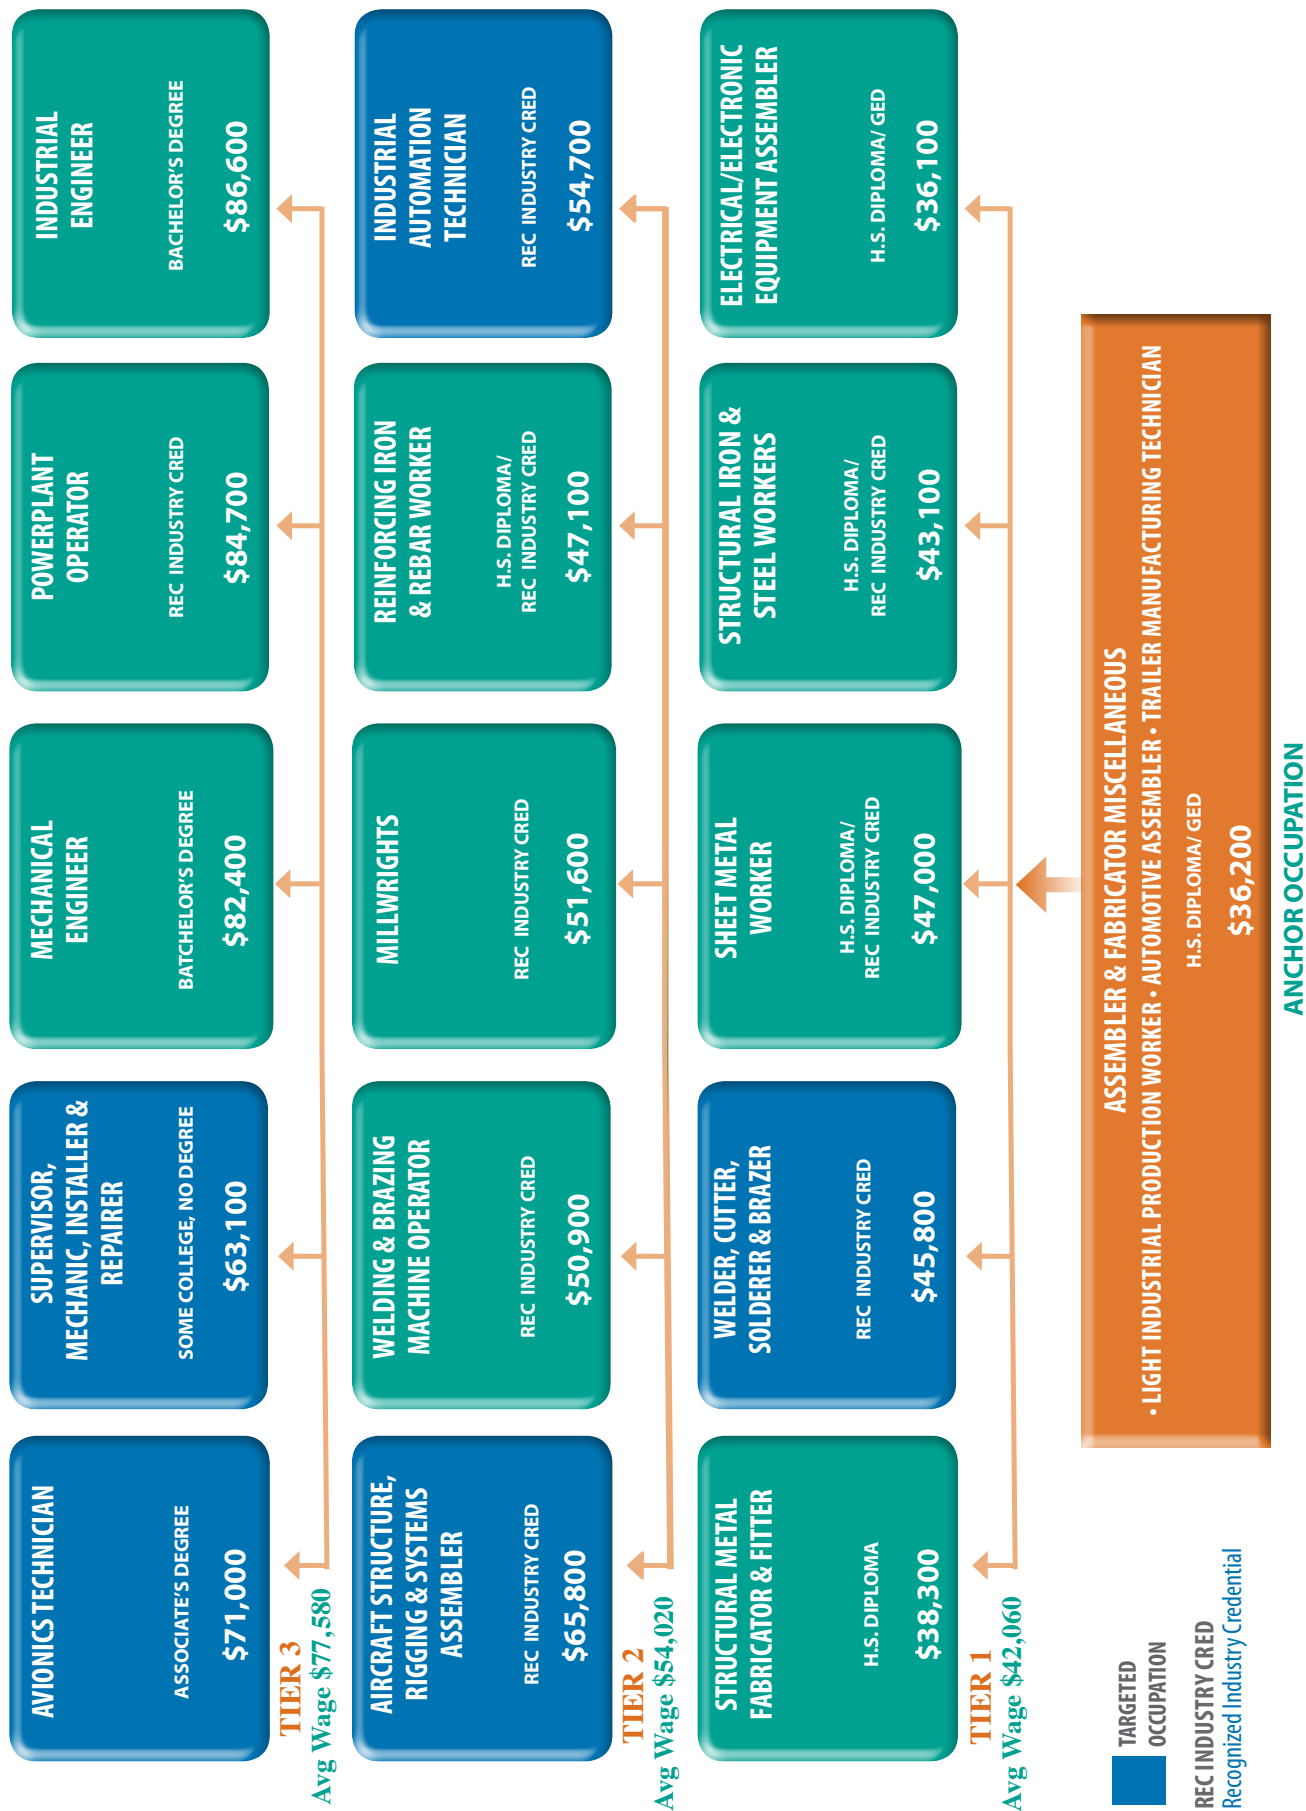 AVIONICS TECHNICIAN
ASSOCIATE'S DEGREE
$71,000
SUPERVISOR,
MECHANIC, INSTALLER &
REPAIRER
SOME COLLEGE, NO DEGREE
$63,100
MECHANICAL
ENGINEER
BATCHELOR'S DEGREE
$82,400
POWERPLANT
OPERATOR
REC INDUSTRY CRED
$84,700
INDUSTRIAL
ENGINEER
BACHELOR'S DEGREE
$86,600
TIER 3
Avg Wage $77,580
AIRCRAFT STRUCTURE,
RIGGING & SYSTEMS
ASSEMBLER
REC INDUSTRY CRED
$65,800
WELDING & BRAZING
MACHINE OPERATOR
REC INDUSTRY CRED
$50,900
MILLWRIGHTS
REC INDUSTRY CRED
$51,600
REINFORCING IRON
& REBAR WORKER
H.S. DIPLOMA/
REC INDUSTRY CRED
$47,100
INDUSTRIAL
AUTOMATION
TECHNICIAN
REC INDUSTRY CRED
$54,700
TIER 2
Avg Wage $54,020
STRUCTURAL METAL
FABRICATOR & FITTER
H.S. DIPLOMA
$38,300
WELDER, CUTTER,
SOLDERER & BRAZER
REC INDUSTRY CRED
$45,800
SHEET METAL
WORKER
H.S. DIPLOMA/
REC INDUSTRY CRED
$47,000
STRUCTURAL IRON &
STEEL WORKERS
H.S. DIPLOMA/
REC INDUSTRY CRED
$43,100
ELECTRICAL/ELECTRONIC
EQUIPMENT ASSEMBLER
H.S. DIPLOMA/ GED
$36,100
TIER 1
Avg Wage $42,060
ASSEMBLER & FABRICATOR MISCELLANEOUS
• LIGHT INDUSTRIAL PRODUCTION WORKER • AUTOMOTIVE ASSEMBLER • TRAILER MANUFACTURING TECHNICIAN
H.S. DIPLOMA/ GED
$36,200
ANCHOR OCCUPATION
TARGETED
OCCUPATION
REC INDUSTRY CRED
Recognized Industry Credential